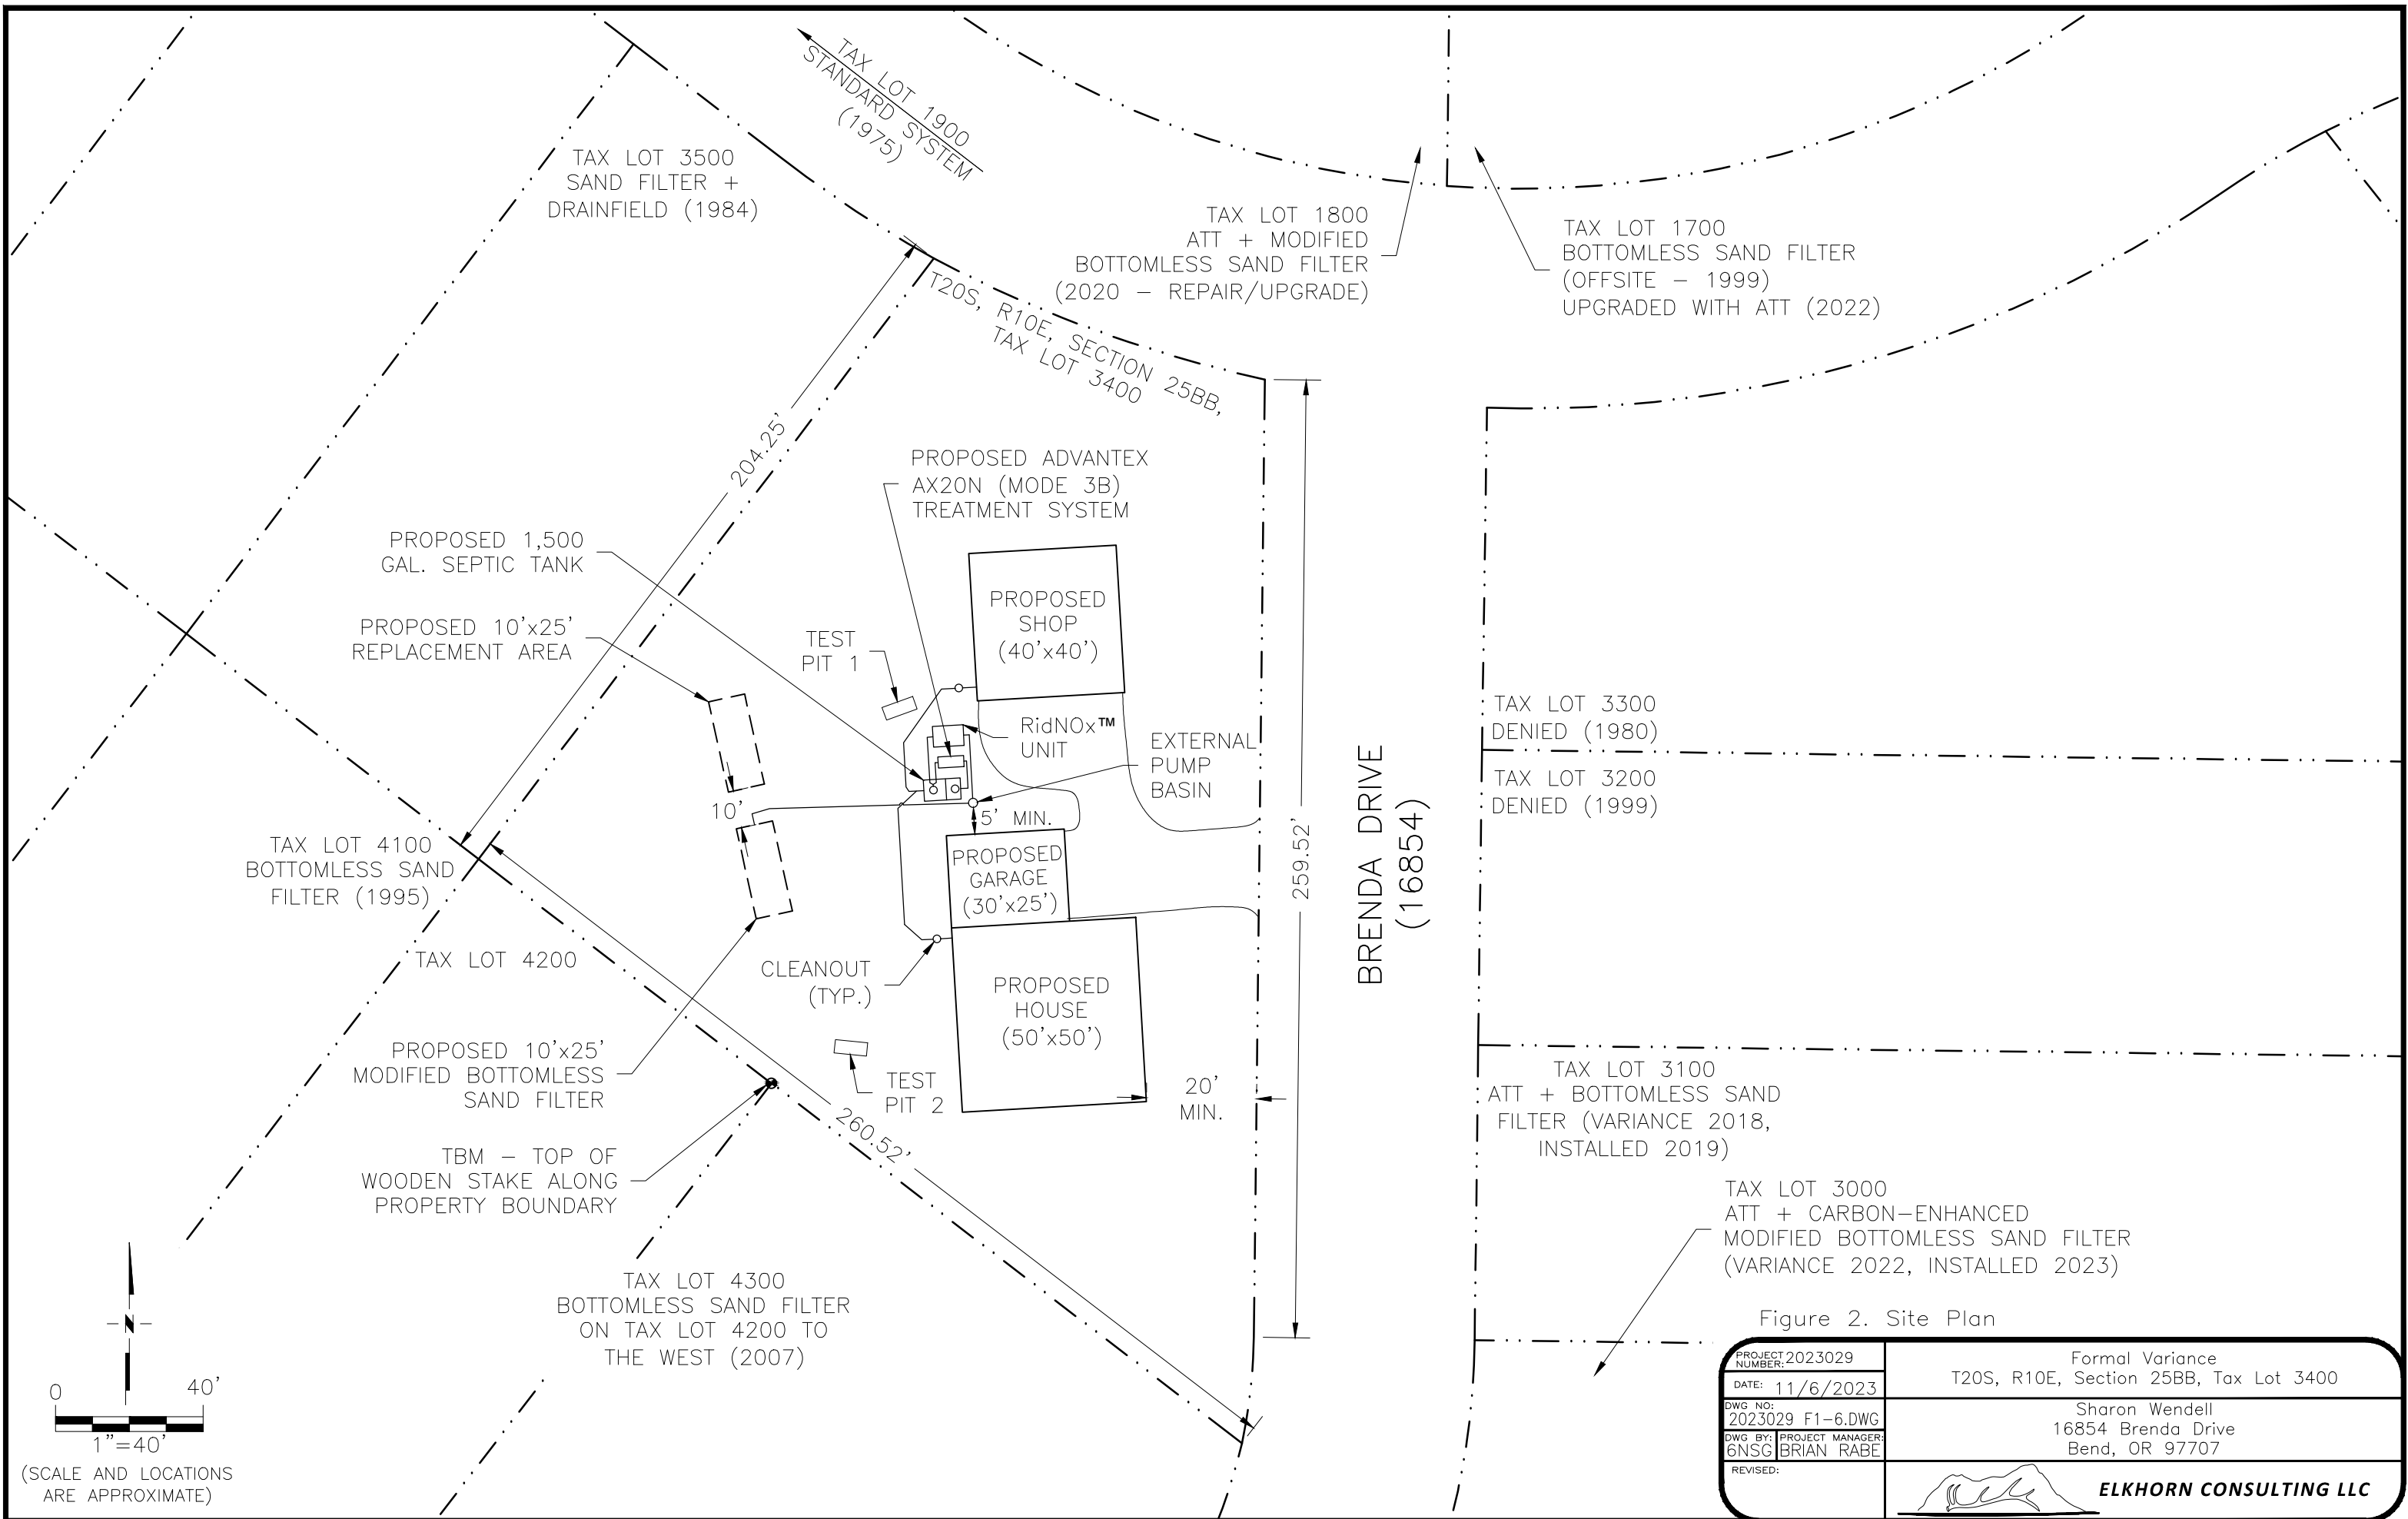 TAX LOT 1900
STANDARD SYSTEM
(1975)
TAX LOT 3500
SAND FILTER +
DRAINFIELD (1984)
TAX LOT 1800
ATT + MODIFIED
BOTTOMLESS SAND FILTER
(2020 – REPAIR/UPGRADE)
TAX LOT 1700
BOTTOMLESS SAND FILTER
(OFFSITE – 1999)
UPGRADED WITH ATT (2022)
T20S, R10E, SECTION 25BB,
TAX LOT 3400
204.25'
PROPOSED ADVANTEX
AX20N (MODE 3B)
TREATMENT SYSTEM
PROPOSED 1,500
GAL. SEPTIC TANK
PROPOSED 10'x25'
REPLACEMENT AREA
TEST
PIT 1
PROPOSED
SHOP
(40'x40')
RidNOx™
UNIT
EXTERNAL
PUMP
BASIN
10'
5' MIN.
PROPOSED
GARAGE
(30'x25')
259.52'
BRENDA DRIVE
(16854)
TAX LOT 3300
DENIED (1980)
TAX LOT 3200
DENIED (1999)
TAX LOT 4100
BOTTOMLESS SAND
FILTER (1995)
TAX LOT 4200
CLEANOUT
(TYP.)
PROPOSED
HOUSE
(50'x50')
PROPOSED 10'x25'
MODIFIED BOTTOMLESS
SAND FILTER
TEST
PIT 2
20'
MIN.
260.52'
TAX LOT 3100
ATT + BOTTOMLESS SAND
FILTER (VARIANCE 2018,
INSTALLED 2019)
TBM – TOP OF
WOODEN STAKE ALONG
PROPERTY BOUNDARY
TAX LOT 3000
ATT + CARBON–ENHANCED
MODIFIED BOTTOMLESS SAND FILTER
(VARIANCE 2022, INSTALLED 2023)
TAX LOT 4300
BOTTOMLESS SAND FILTER
ON TAX LOT 4200 TO
THE WEST (2007)
N
0 40'
1"=40'
(SCALE AND LOCATIONS
ARE APPROXIMATE)
Figure 2. Site Plan
PROJECT
NUMBER: 2023029
DATE: 11/6/2023
DWG NO:
2023029 F1–6.DWG
DWG BY:
6NSG
PROJECT MANAGER:
BRIAN RABE
REVISED:
Formal Variance
T20S, R10E, Section 25BB, Tax Lot 3400
Sharon Wendell
16854 Brenda Drive
Bend, OR 97707
ELKHORN CONSULTING LLC